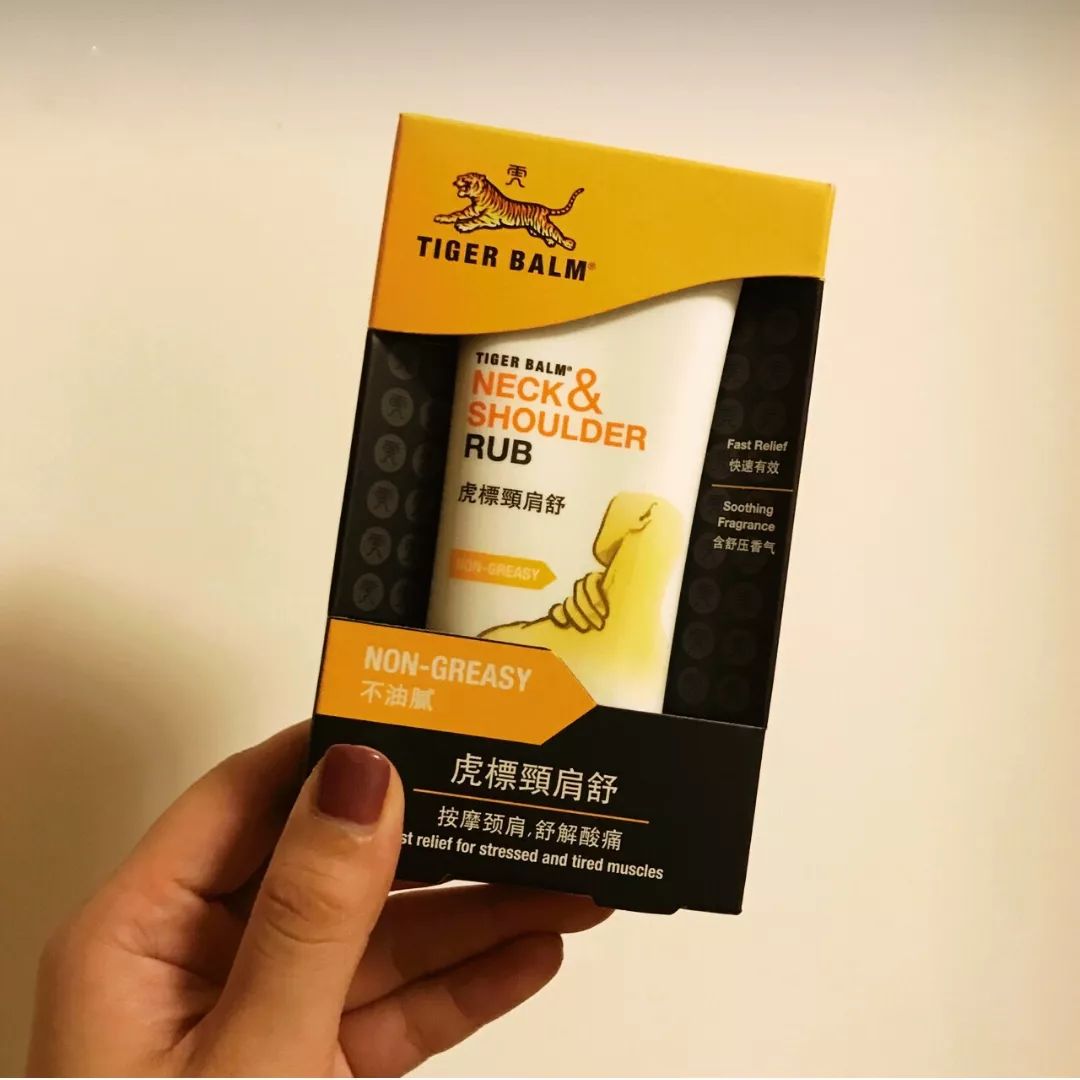 TIGER BALM®
TIGER BALM®
NECK &
SHOULDER
RUB
虎標頸肩舒
NON-GREASY
Fast Relief
快速有效
Soothing
Fragrance
含舒压香气
NON-GREASY
不油腻
虎標頸肩舒
按摩颈肩,舒解酸痛
relief for stressed and tired muscles